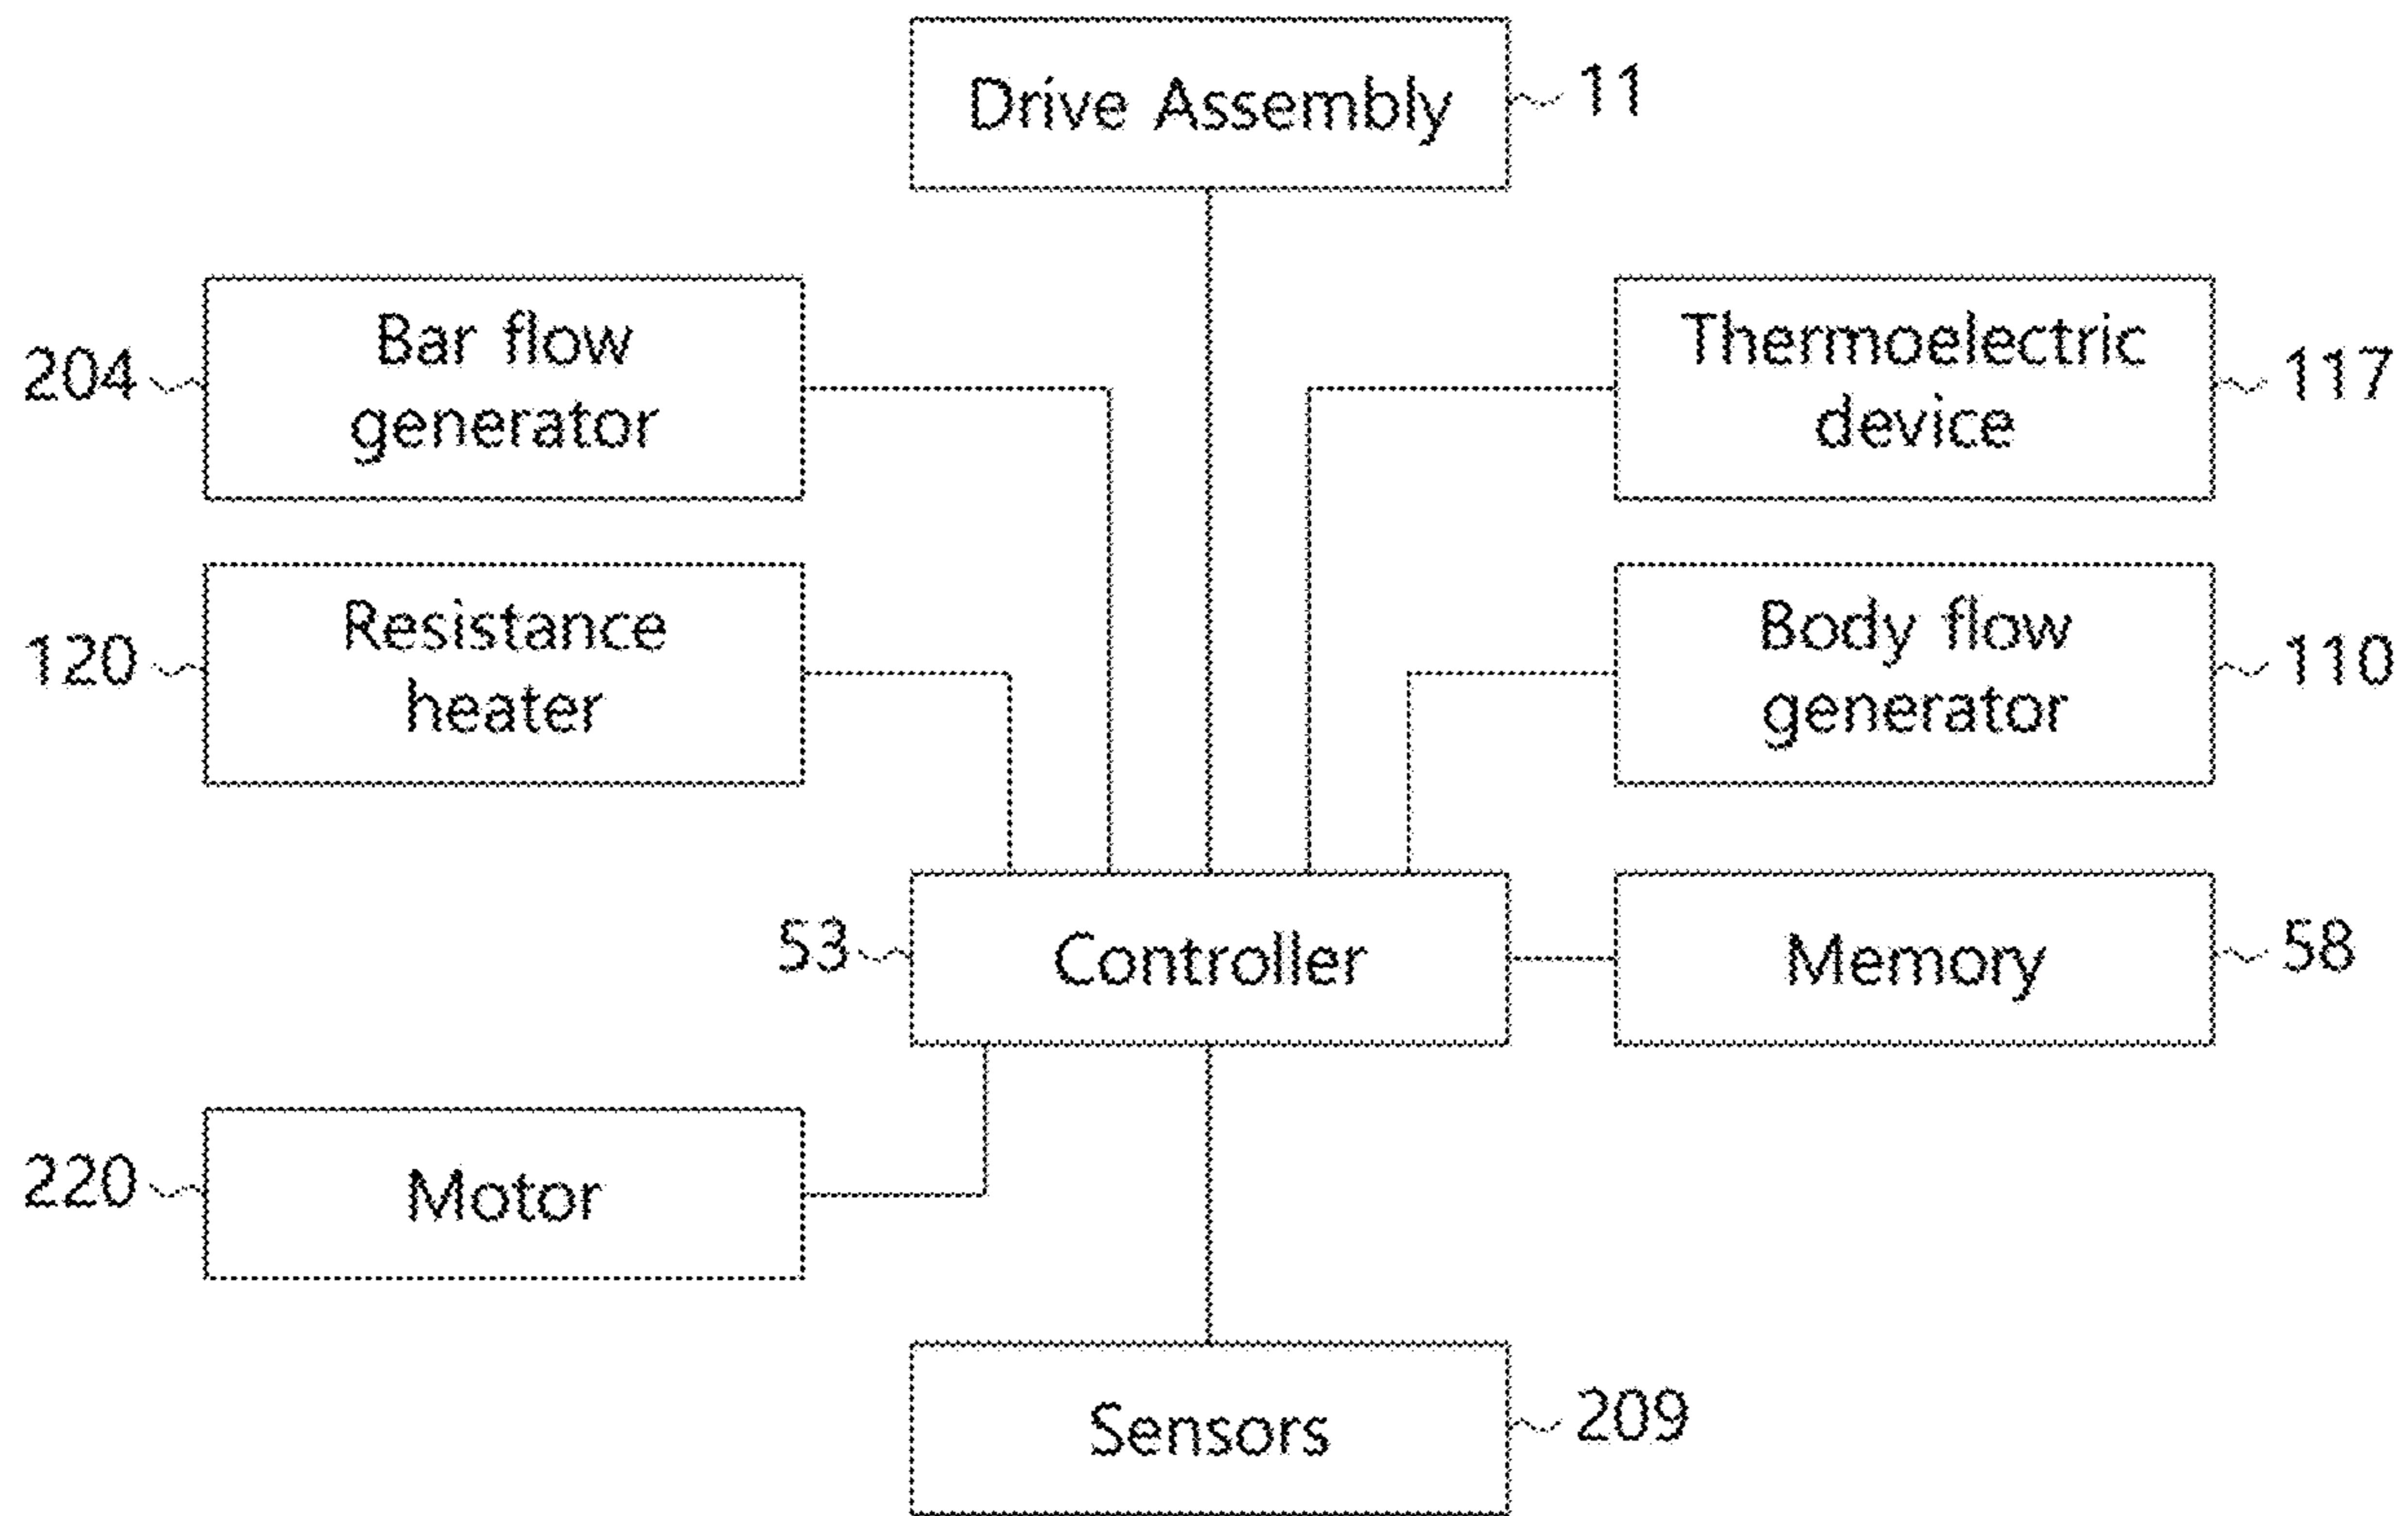 Drive Assembly
11
Bar flow
generator
204
Thermoelectric
device
117
Resistance
heater
120
Body flow
generator
110
53
Controller
Memory
58
220
Motor
Sensors
209